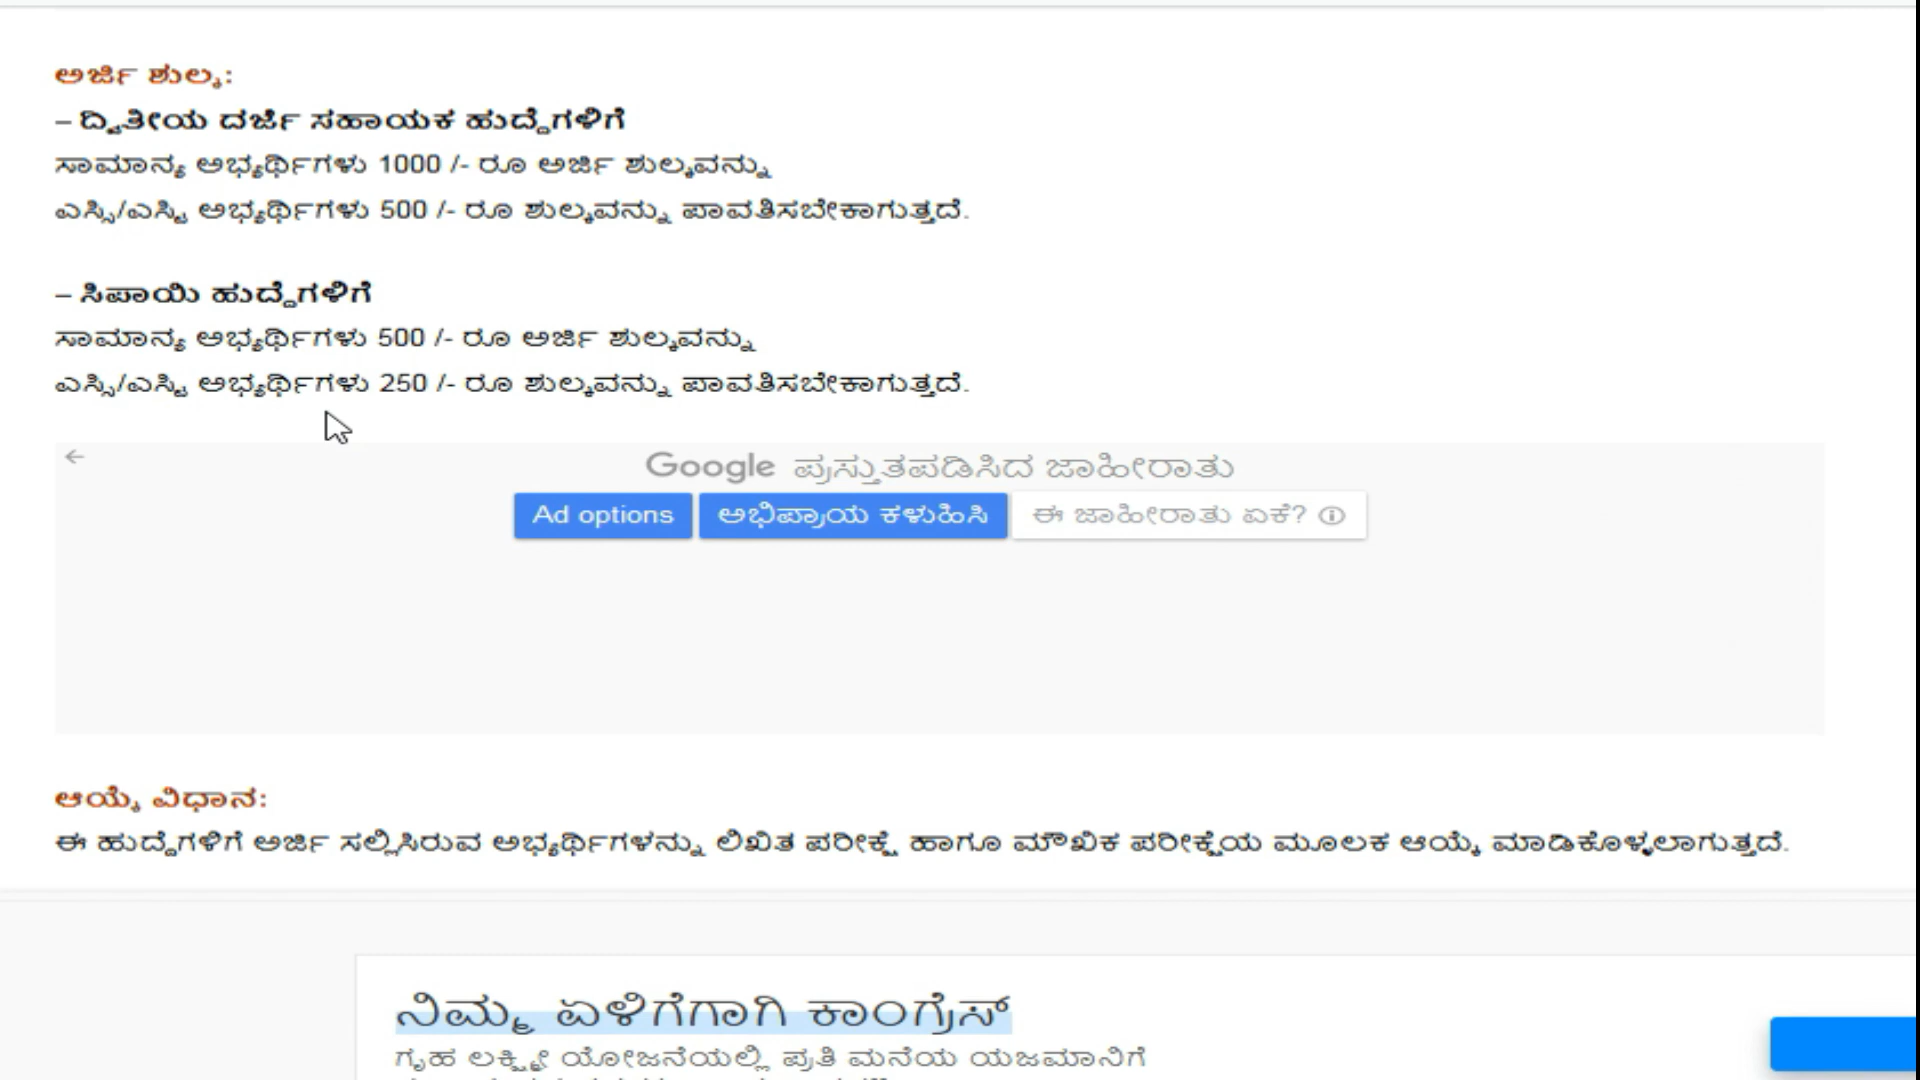 ಅರ್ಜಿ ಶುಲ್ಕ:
– ದ್ವಿತೀಯ ದರ್ಜೆ ಸಹಾಯಕ ಹುದ್ದೆಗಳಿಗೆ
ಸಾಮಾನ್ಯ ಅಭ್ಯರ್ಥಿಗಳು 1000 /- ರೂ ಅರ್ಜಿ ಶುಲ್ಕವನ್ನು
ಎಸ್ಸಿ/ಎಸ್ಟಿ ಅಭ್ಯರ್ಥಿಗಳು 500 /- ರೂ ಶುಲ್ಕವನ್ನು ಪಾವತಿಸಬೇಕಾಗುತ್ತದೆ.
– ಸಿಪಾಯಿ ಹುದ್ದೆಗಳಿಗೆ
ಸಾಮಾನ್ಯ ಅಭ್ಯರ್ಥಿಗಳು 500 /- ರೂ ಅರ್ಜಿ ಶುಲ್ಕವನ್ನು
ಎಸ್ಸಿ/ಎಸ್ಟಿ ಅಭ್ಯರ್ಥಿಗಳು 250 /- ರೂ ಶುಲ್ಕವನ್ನು ಪಾವತಿಸಬೇಕಾಗುತ್ತದೆ.
Google ಪ್ರಸ್ತುತಪಡಿಸಿದ ಜಾಹೀರಾತು
Ad options ಅಭಿಪ್ರಾಯ ಕಳುಹಿಸಿ ಈ ಜಾಹೀರಾತು ಏಕೆ?
ಆಯ್ಕೆ ವಿಧಾನ:
ಈ ಹುದ್ದೆಗಳಿಗೆ ಅರ್ಜಿ ಸಲ್ಲಿಸಿರುವ ಅಭ್ಯರ್ಥಿಗಳನ್ನು ಲಿಖಿತ ಪರೀಕ್ಷೆ ಹಾಗೂ ಮೌಖಿಕ ಪರೀಕ್ಷೆಯ ಮೂಲಕ ಆಯ್ಕೆ ಮಾಡಿಕೊಳ್ಳಲಾಗುತ್ತದೆ.
ನಿಮ್ಮ ಏಳಿಗೆಗಾಗಿ ಕಾಂಗ್ರೆಸ್
ಗೃಹ ಲಕ್ಷ್ಮೀ ಯೋಜನೆಯಲ್ಲಿ ಪ್ರತಿ ಮನೆಯ ಯಜಮಾನಿಗೆ